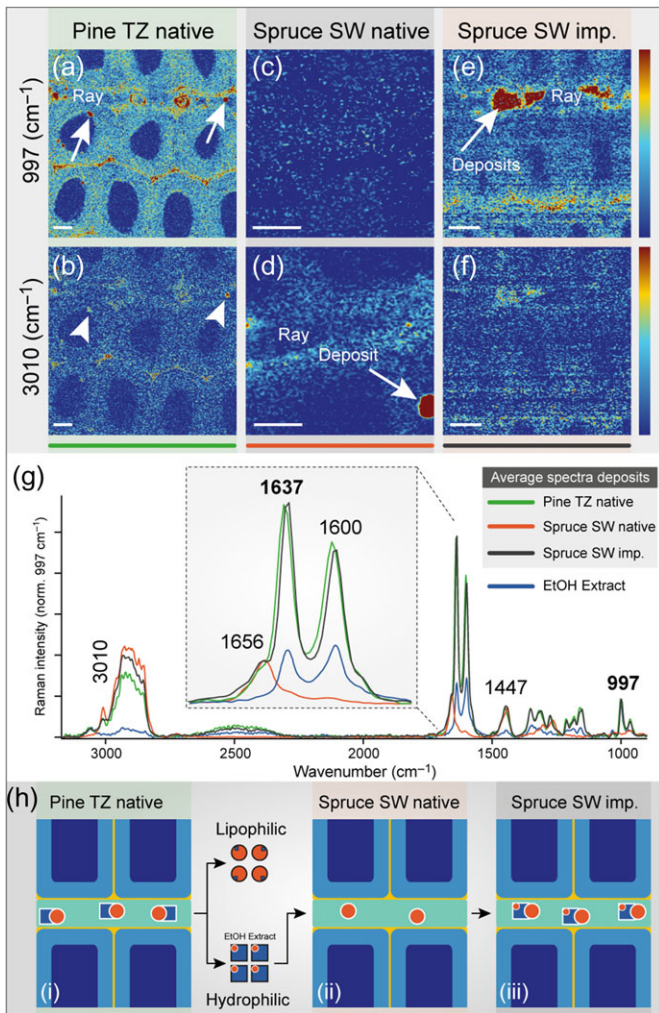 Pine TZ native
Spruce SW native
Spruce SW imp.
997 (cm⁻¹)
(a)
Ray
(c)
(e)
Ray
Deposits
3010 (cm⁻¹)
(b)
(d)
Ray
Deposit
(f)
(g)
Raman intensity (norm. 997 cm⁻¹)
3010
1656
1637
1600
1447
997
Average spectra deposits
Pine TZ native
Spruce SW native
Spruce SW imp.
EtOH Extract
3000
2500
2000
1500
1000
Wavenumber (cm⁻¹)
(h)
Pine TZ native
Spruce SW native
Spruce SW imp.
Lipophilic
EtOH Extract
Hydrophilic
(i)
(ii)
(iii)